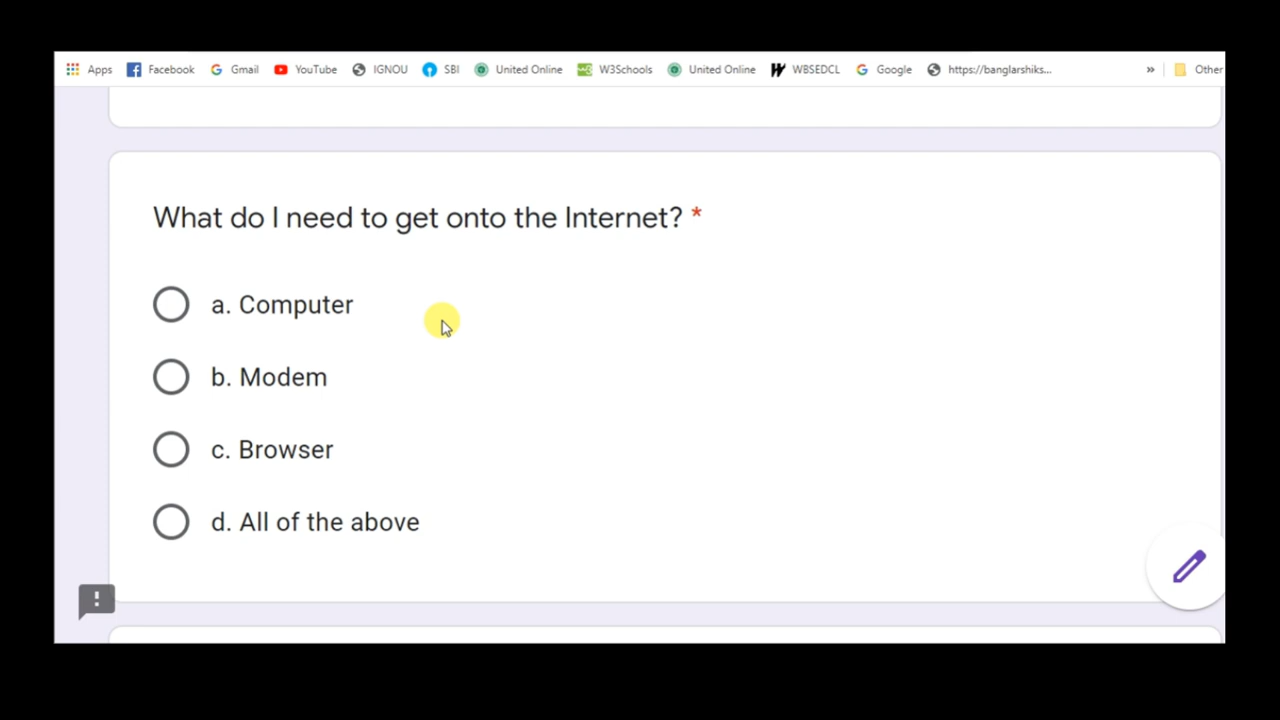 Apps Facebook Gmail YouTube IGNOU SBI United Online W3Schools United Online WBSEDCL Google https://banglarshiks... » Other
What do I need to get onto the Internet? *
a. Computer
b. Modem
c. Browser
d. All of the above